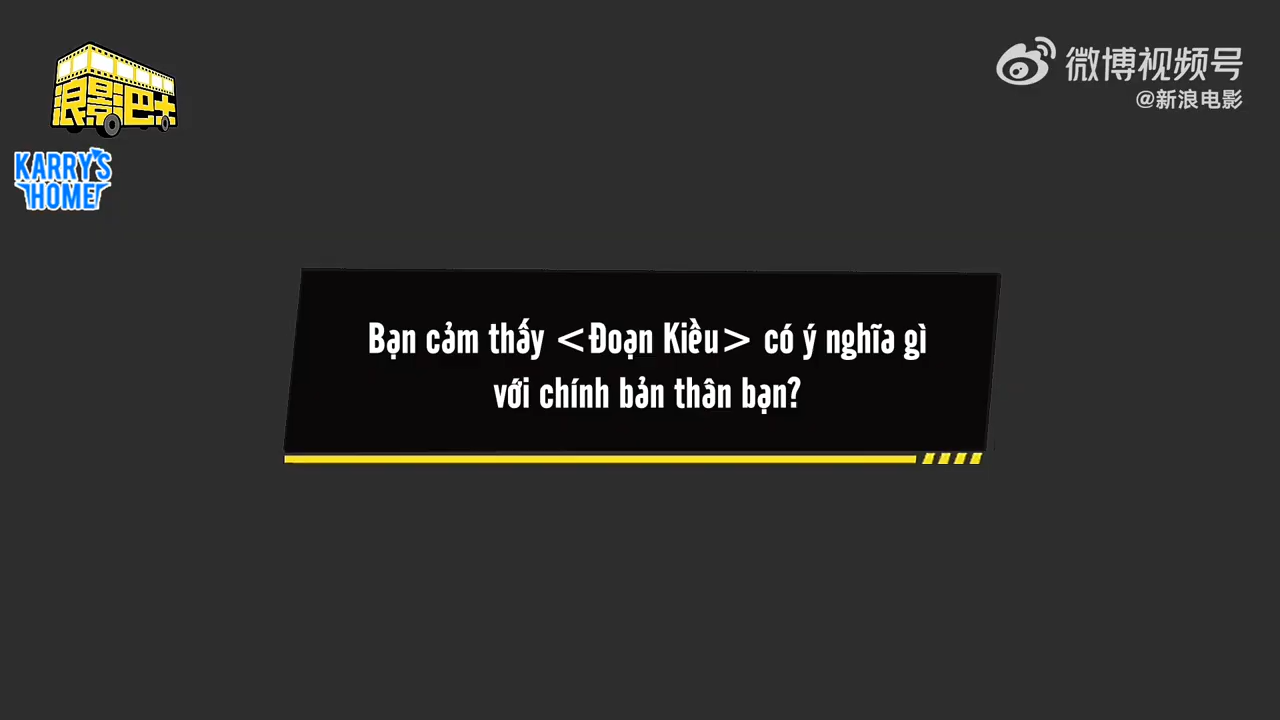 浪影巴士
微博视频号
@新浪电影
KARRY'S
HOME
Bạn cảm thấy <Đoạn Kiều> có ý nghĩa gì
với chính bản thân bạn?